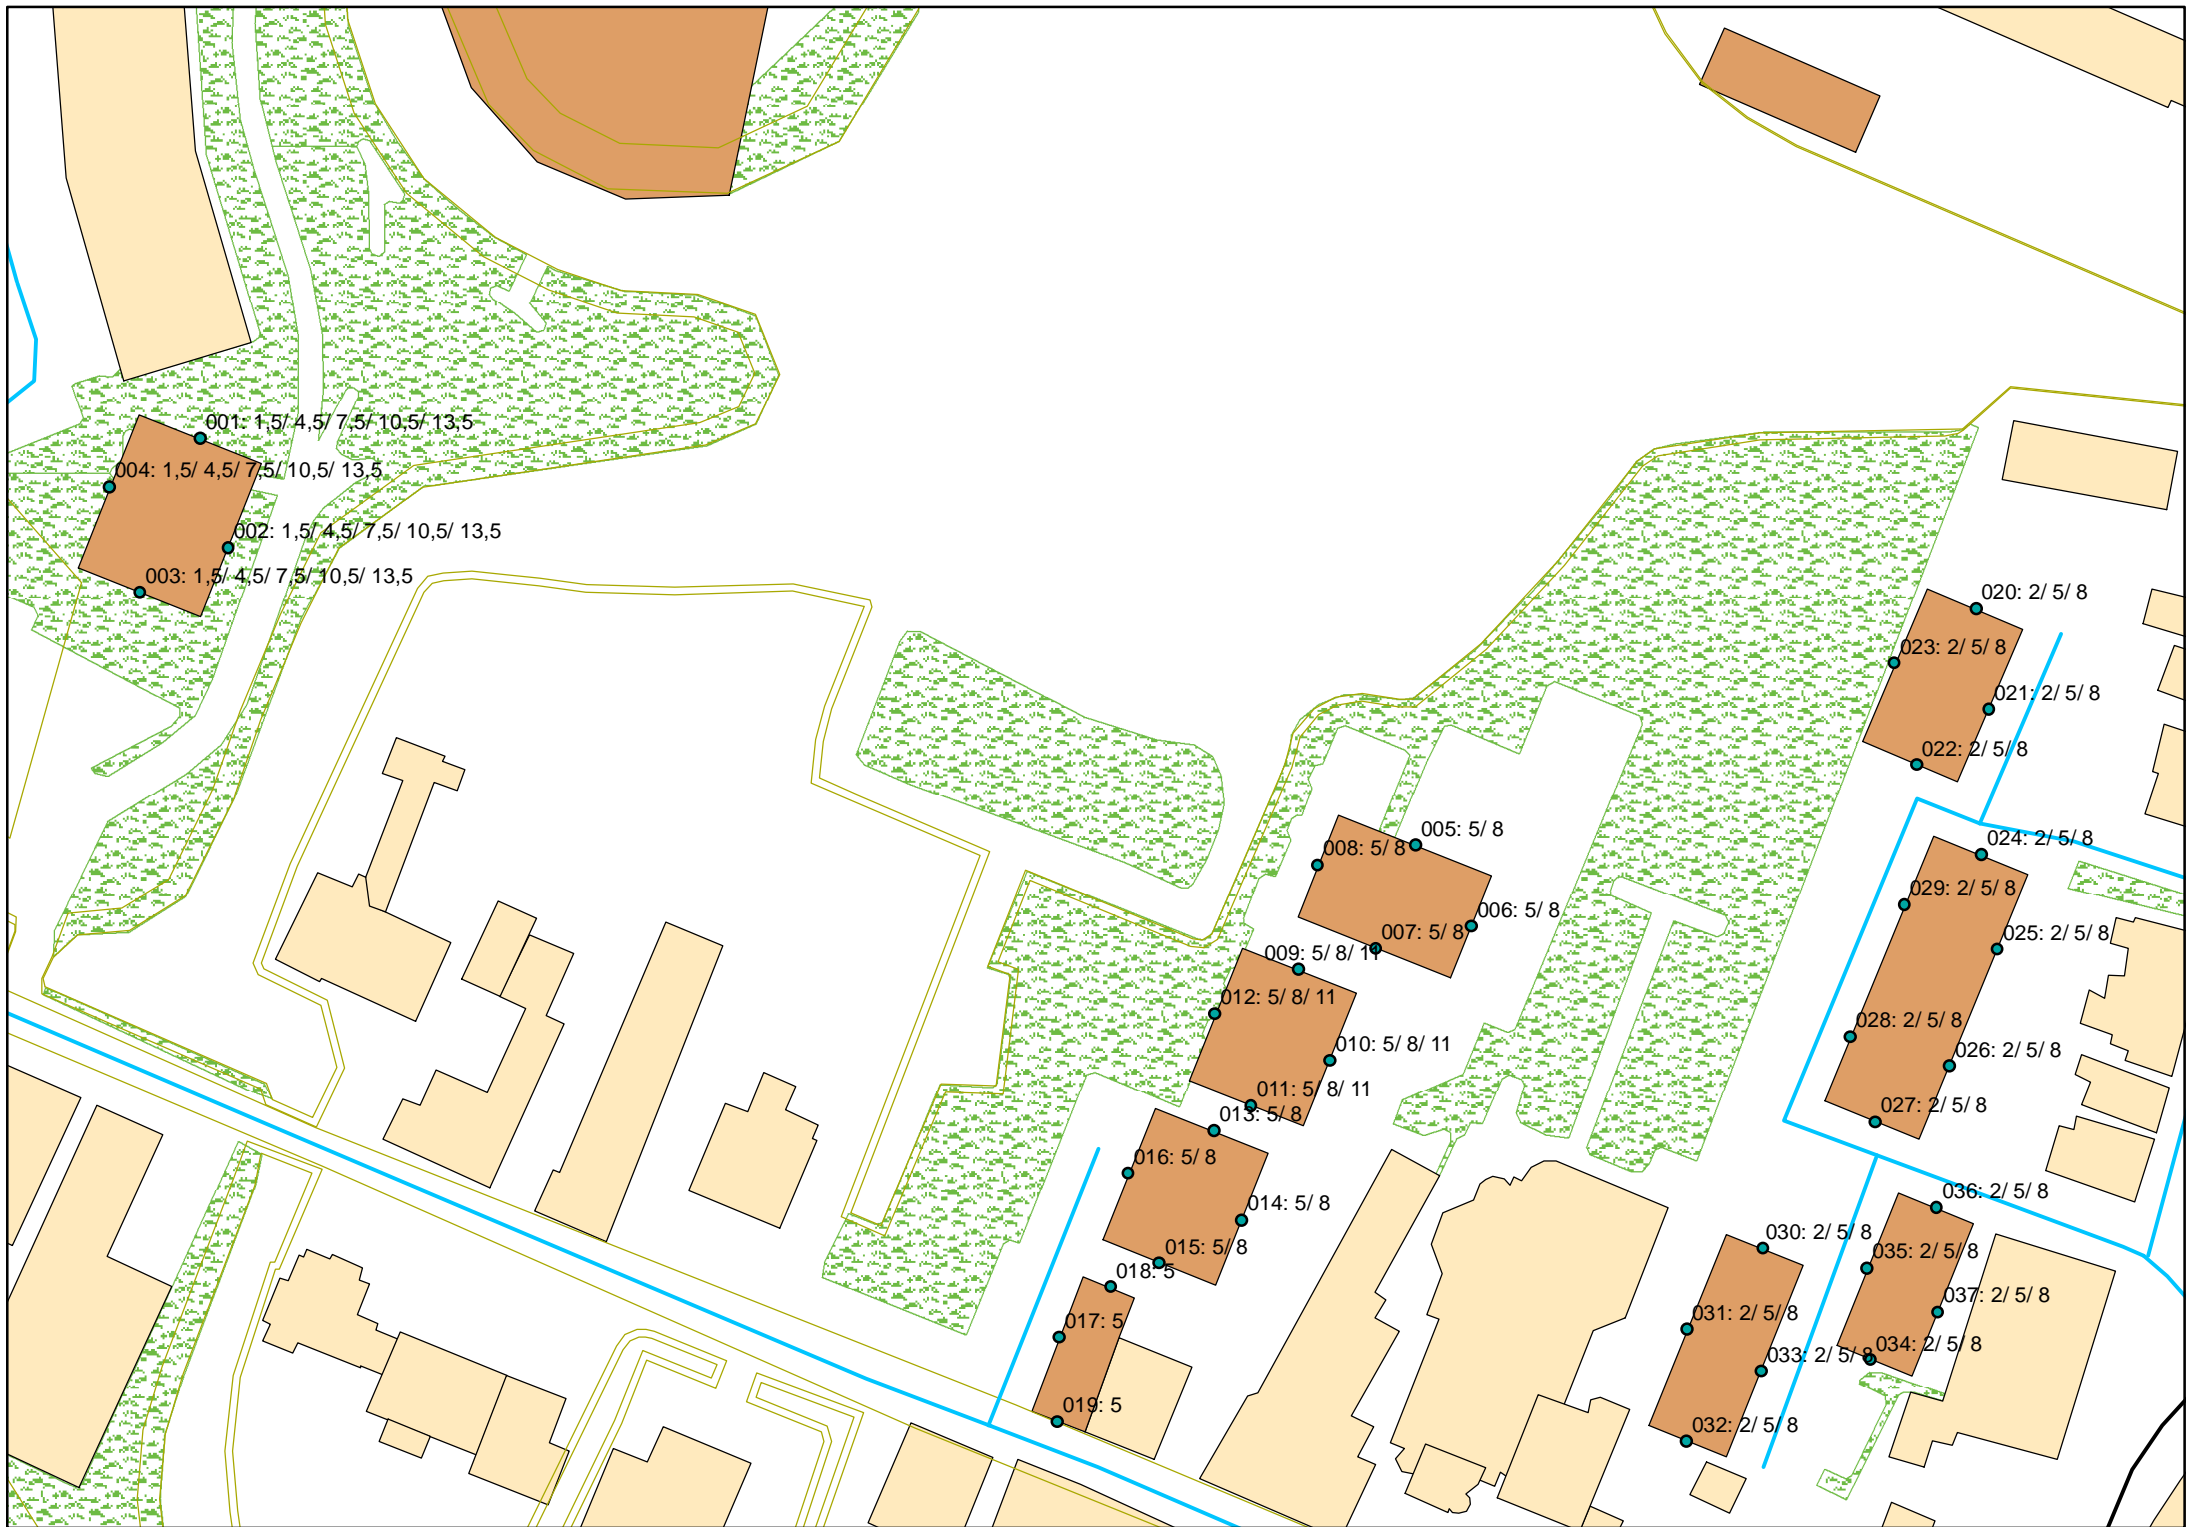 001: 1,5/ 4,5/ 7,5/ 10,5/ 13,5
004: 1,5/ 4,5/ 7,5/ 10,5/ 13,5
002: 1,5/ 4,5/ 7,5/ 10,5/ 13,5
003: 1,5/ 4,5/ 7,5/ 10,5/ 13,5
020: 2/ 5/ 8
023: 2/ 5/ 8
021: 2/ 5/ 8
022: 2/ 5/ 8
005: 5/ 8
008: 5/ 8
006: 5/ 8
007: 5/ 8
009: 5/ 8/ 11
012: 5/ 8/ 11
010: 5/ 8/ 11
011: 5/ 8/ 11
013: 5/ 8
016: 5/ 8
014: 5/ 8
015: 5/ 8
018: 5
017: 5
019: 5
024: 2/ 5/ 8
029: 2/ 5/ 8
025: 2/ 5/ 8
028: 2/ 5/ 8
026: 2/ 5/ 8
027: 2/ 5/ 8
036: 2/ 5/ 8
030: 2/ 5/ 8
035: 2/ 5/ 8
037: 2/ 5/ 8
031: 2/ 5/ 8
034: 2/ 5/ 8
033: 2/ 5/ 8
032: 2/ 5/ 8